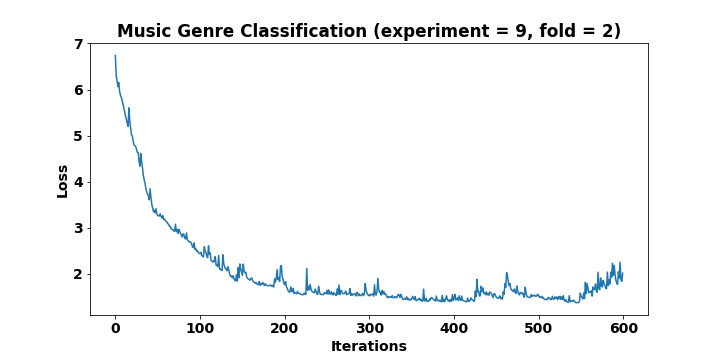 Music Genre Classification (experiment = 9, fold = 2)
7
6
5
4
3
2
Loss
0 100 200 300 400 500 600
Iterations